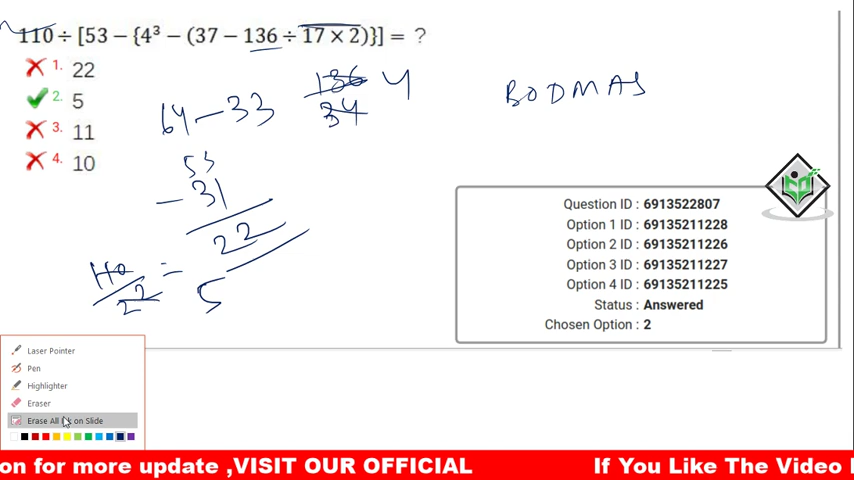 110 ÷ [53 – {4³ – (37 – 136 ÷ 17 × 2)}] = ?
1. 22
2. 5
3. 11
4. 10
64 – 33
136
34
4
BODMAS
53
– 31
22
110
22
=
5
Question ID : 6913522807
Option 1 ID : 69135211228
Option 2 ID : 69135211226
Option 3 ID : 69135211227
Option 4 ID : 69135211225
Status : Answered
Chosen Option : 2
Laser Pointer
Pen
Highlighter
Eraser
Erase All Ink on Slide
on for more update ,VISIT OUR OFFICIAL
If You Like The Video